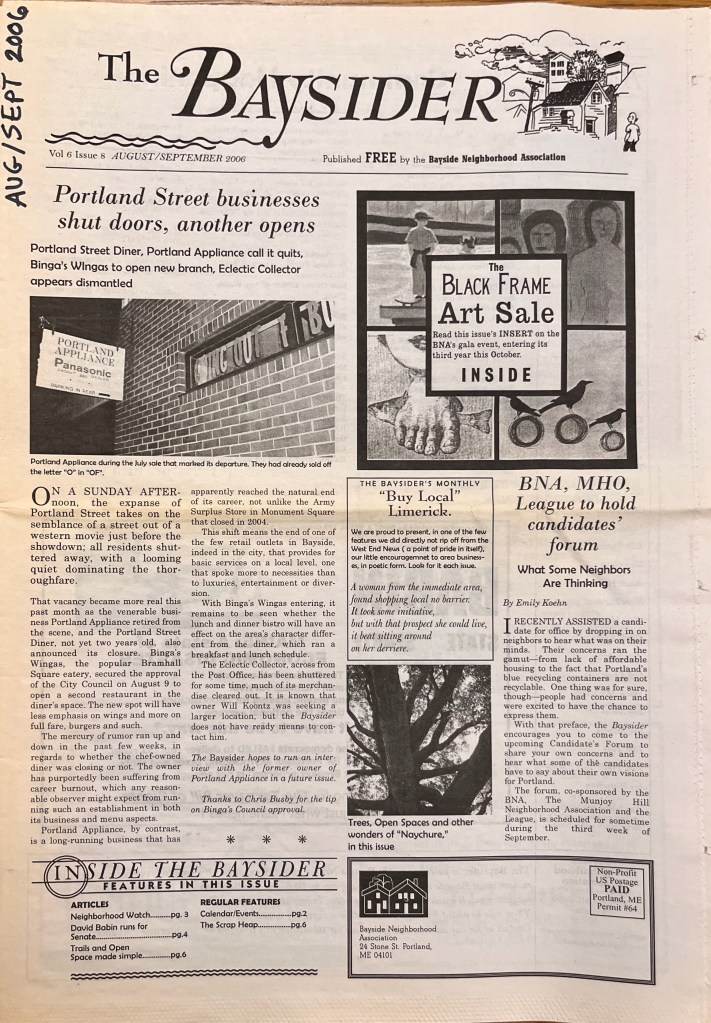 AUG/SEPT 2006
The BAYSIDER
Vol 6 Issue 8 AUGUST/SEPTEMBER 2006
Published FREE by the Bayside Neighborhood Association
Portland Street businesses
shut doors, another opens
Portland Street Diner, Portland Appliance call it quits,
Binga's WIngas to open new branch, Eclectic Collector
appears dismantled
PORTLAND
APPLIANCE
Panasonic
PARKING IN REAR
Portland Appliance during the July sale that marked its departure. They had already sold off
the letter "O" in "OF".
ON A SUNDAY AFTER-
noon, the expanse of
Portland Street takes on the
semblance of a street out of a
western movie just before the
showdown; all residents shut-
tered away, with a looming
quiet dominating the thor-
oughfare.
That vacancy became more real this
past month as the venerable busi-
ness Portland Appliance retired from
the scene, and the Portland Street
Diner, not yet two years old, also
announced its closure. Binga's
Wingas, the popular Bramhall
Square eatery, secured the approval
of the City Council on August 9 to
open a second restaurant in the
diner's space. The new spot will have
less emphasis on wings and more on
full fare, burgers and such.
The mercury of rumor ran up and
down in the past few weeks, in
regards to whether the chef-owned
diner was closing or not. The owner
has purportedly been suffering from
career burnout, which any reason-
able observer might expect from run-
ning such an establishment in both
its business and menu aspects.
Portland Appliance, by contrast,
is a long-running business that has
apparently reached the natural end
of its career, not unlike the Army
Surplus Store in Monument Square
that closed in 2004.
This shift means the end of one of
the few retail outlets in Bayside,
indeed in the city, that provides for
basic services on a local level, one
that spoke more to necessities than
to luxuries, entertainment or diver-
sion.
With Binga's Wingas entering, it
remains to be seen whether the
lunch and dinner bistro will have an
effect on the area's character differ-
ent from the diner, which ran a
breakfast and lunch schedule.
The Eclectic Collector, across from
the Post Office, has been shuttered
for some time, much of its merchan-
dise cleared out. It is known that
owner Will Koontz was seeking a
larger location, but the Baysider
does not have ready means to con-
tact him.
The Baysider hopes to run an inter-
view with the former owner of
Portland Appliance in a future issue.
Thanks to Chris Busby for the tip
on Binga's Council approval.
* * *
The
BLACK FRAME
Art Sale
Read this issue's INSERT on the
BNA's gala event, entering its
third year this October.
INSIDE
THE BAYSIDER'S MONTHLY
"Buy Local"
Limerick.
We are proud to present, in one of the few
features we did directly not rip off from the
West End News ( a point of pride in itself),
our little encouragemnet to area business-
es, in poetic form. Look for it each issue.
A woman from the immediate area,
found shopping local no barrier.
It took some initiative,
but with that prospect she could live,
it beat sitting around
on her derriere.
Trees, Open Spaces and other
wonders of "Naychure,"
in this issue
BNA, MHO,
League to hold
candidates'
forum
What Some Neighbors
Are Thinking
By Emily Koehn
I RECENTLY ASSISTED a candi-
date for office by dropping in on
neighbors to hear what was on their
minds. Their concerns ran the
gamut—from lack of affordable
housing to the fact that Portland's
blue recycling containers are not
recyclable. One thing was for sure,
though—people had concerns and
were excited to have the chance to
express them.
With that preface, the Baysider
encourages you to come to the
upcoming Candidate's Forum to
share your own concerns and to
hear what some of the candidates
have to say about their own visions
for Portland.
The forum, co-sponsored by the
BNA, The Munjoy Hill
Neighborhood Association and the
League, is scheduled for sometime
during the third week of
September.
INSIDE THE BAYSIDER
FEATURES IN THIS ISSUE
ARTICLES
Neighborhood Watch.........pg. 3
David Babin runs for
Senate................................pg.4
Trails and Open
Space made simple............pg.6
REGULAR FEATURES
Calendar/Events..............pg.2
The Scrap Heap...............pg.6
Bayside Neighborhood
Association
24 Stone St. Portland,
ME 04101
Non-Profit
US Postage
PAID
Portland, ME
Permit #64